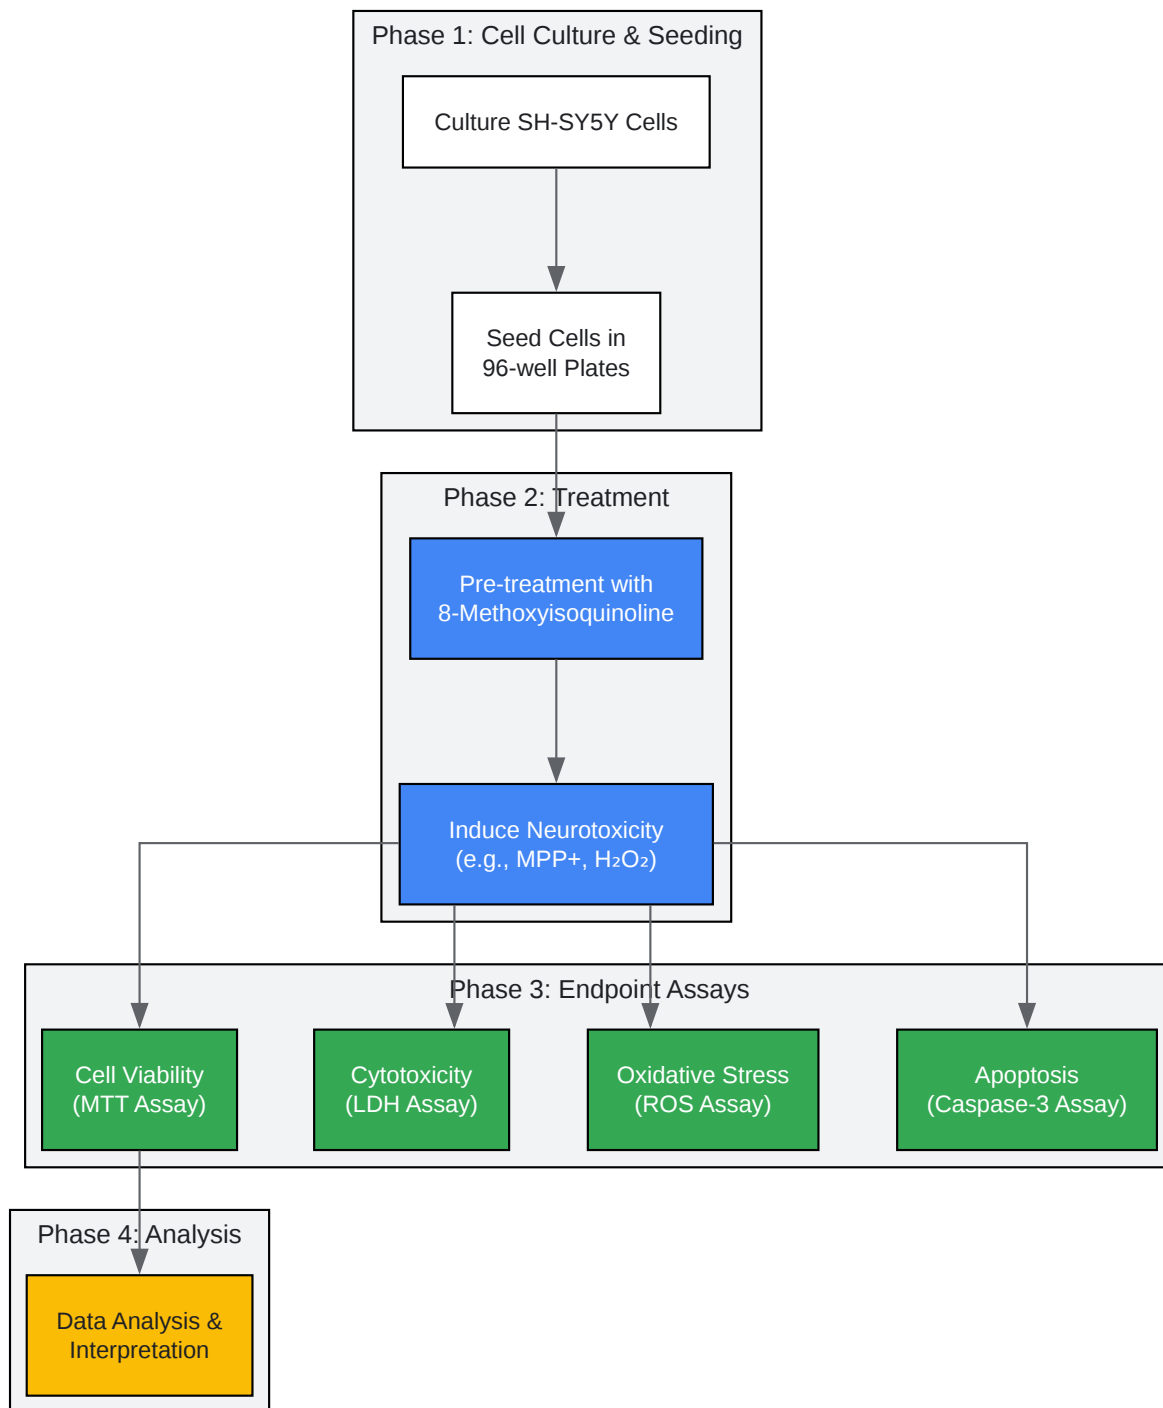 Phase 1: Cell Culture & Seeding
Culture SH-SY5Y Cells
Seed Cells in
96-well Plates
Phase 2: Treatment
Pre-treatment with
8-Methoxyisoquinoline
Induce Neurotoxicity
(e.g., MPP+, H₂O₂)
Phase 3: Endpoint Assays
Cell Viability
(MTT Assay)
Cytotoxicity
(LDH Assay)
Oxidative Stress
(ROS Assay)
Apoptosis
(Caspase-3 Assay)
Phase 4: Analysis
Data Analysis &
Interpretation